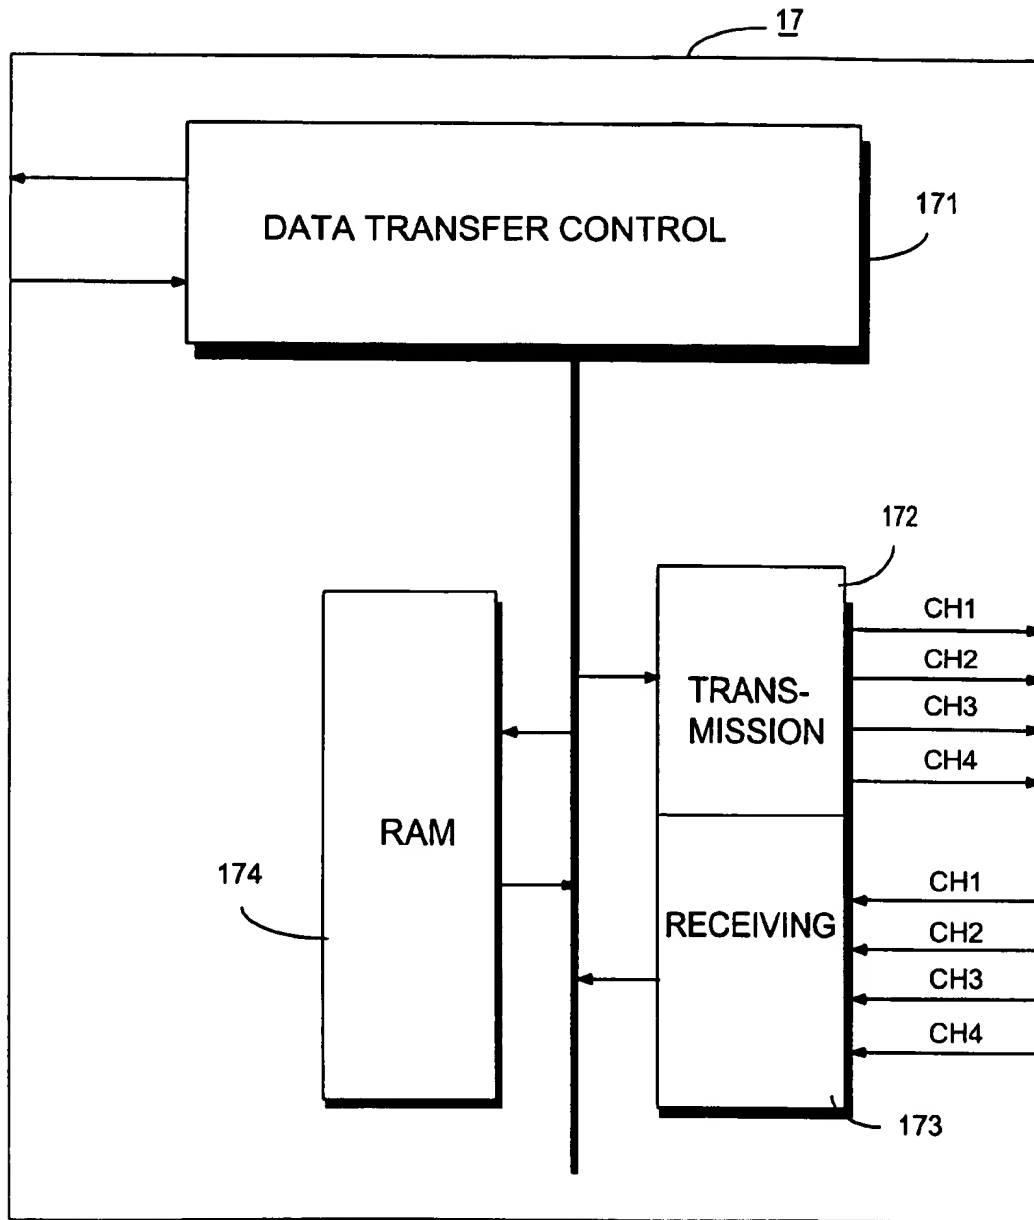 17
DATA TRANSFER CONTROL
171
172
CH1
CH2
TRANS-
MISSION
CH3
CH4
RAM
174
CH1
RECEIVING
CH2
CH3
CH4
173